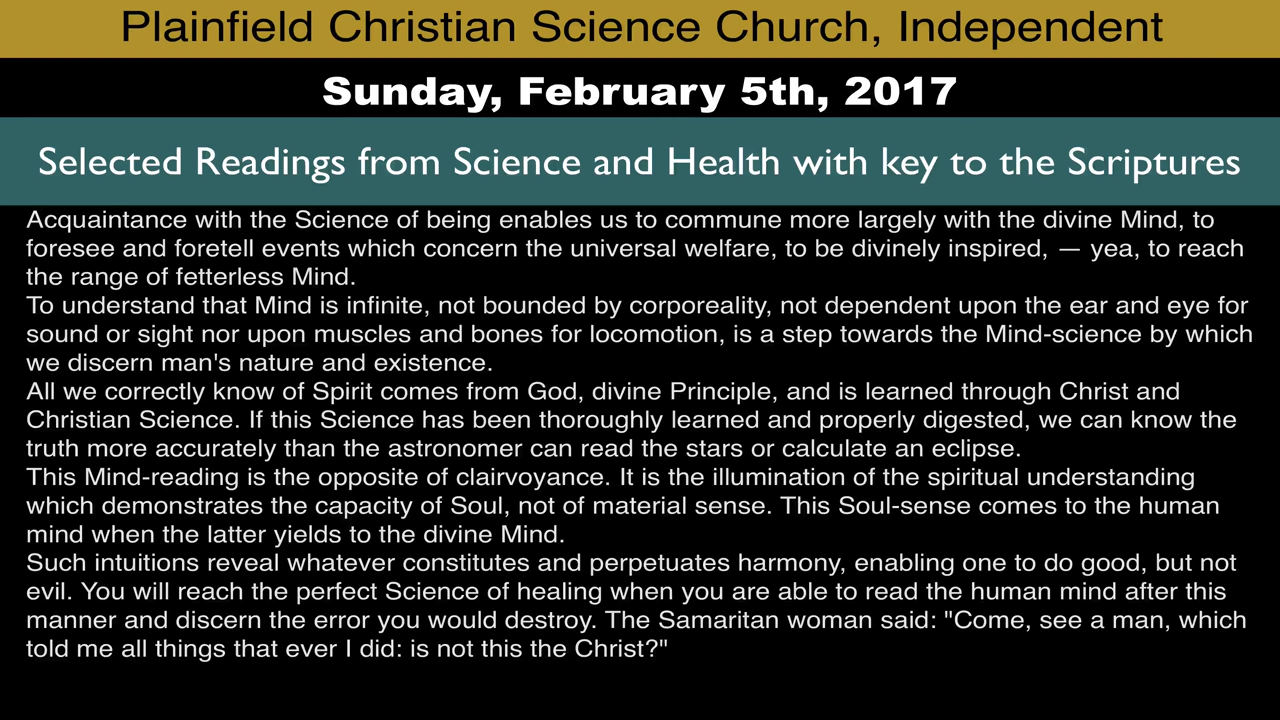 Plainfield Christian Science Church, Independent
Sunday, February 5th, 2017
Selected Readings from Science and Health with key to the Scriptures
Acquaintance with the Science of being enables us to commune more largely with the divine Mind, to
foresee and foretell events which concern the universal welfare, to be divinely inspired, — yea, to reach
the range of fetterless Mind.
To understand that Mind is infinite, not bounded by corporeality, not dependent upon the ear and eye for
sound or sight nor upon muscles and bones for locomotion, is a step towards the Mind-science by which
we discern man's nature and existence.
All we correctly know of Spirit comes from God, divine Principle, and is learned through Christ and
Christian Science. If this Science has been thoroughly learned and properly digested, we can know the
truth more accurately than the astronomer can read the stars or calculate an eclipse.
This Mind-reading is the opposite of clairvoyance. It is the illumination of the spiritual understanding
which demonstrates the capacity of Soul, not of material sense. This Soul-sense comes to the human
mind when the latter yields to the divine Mind.
Such intuitions reveal whatever constitutes and perpetuates harmony, enabling one to do good, but not
evil. You will reach the perfect Science of healing when you are able to read the human mind after this
manner and discern the error you would destroy. The Samaritan woman said: "Come, see a man, which
told me all things that ever I did: is not this the Christ?"